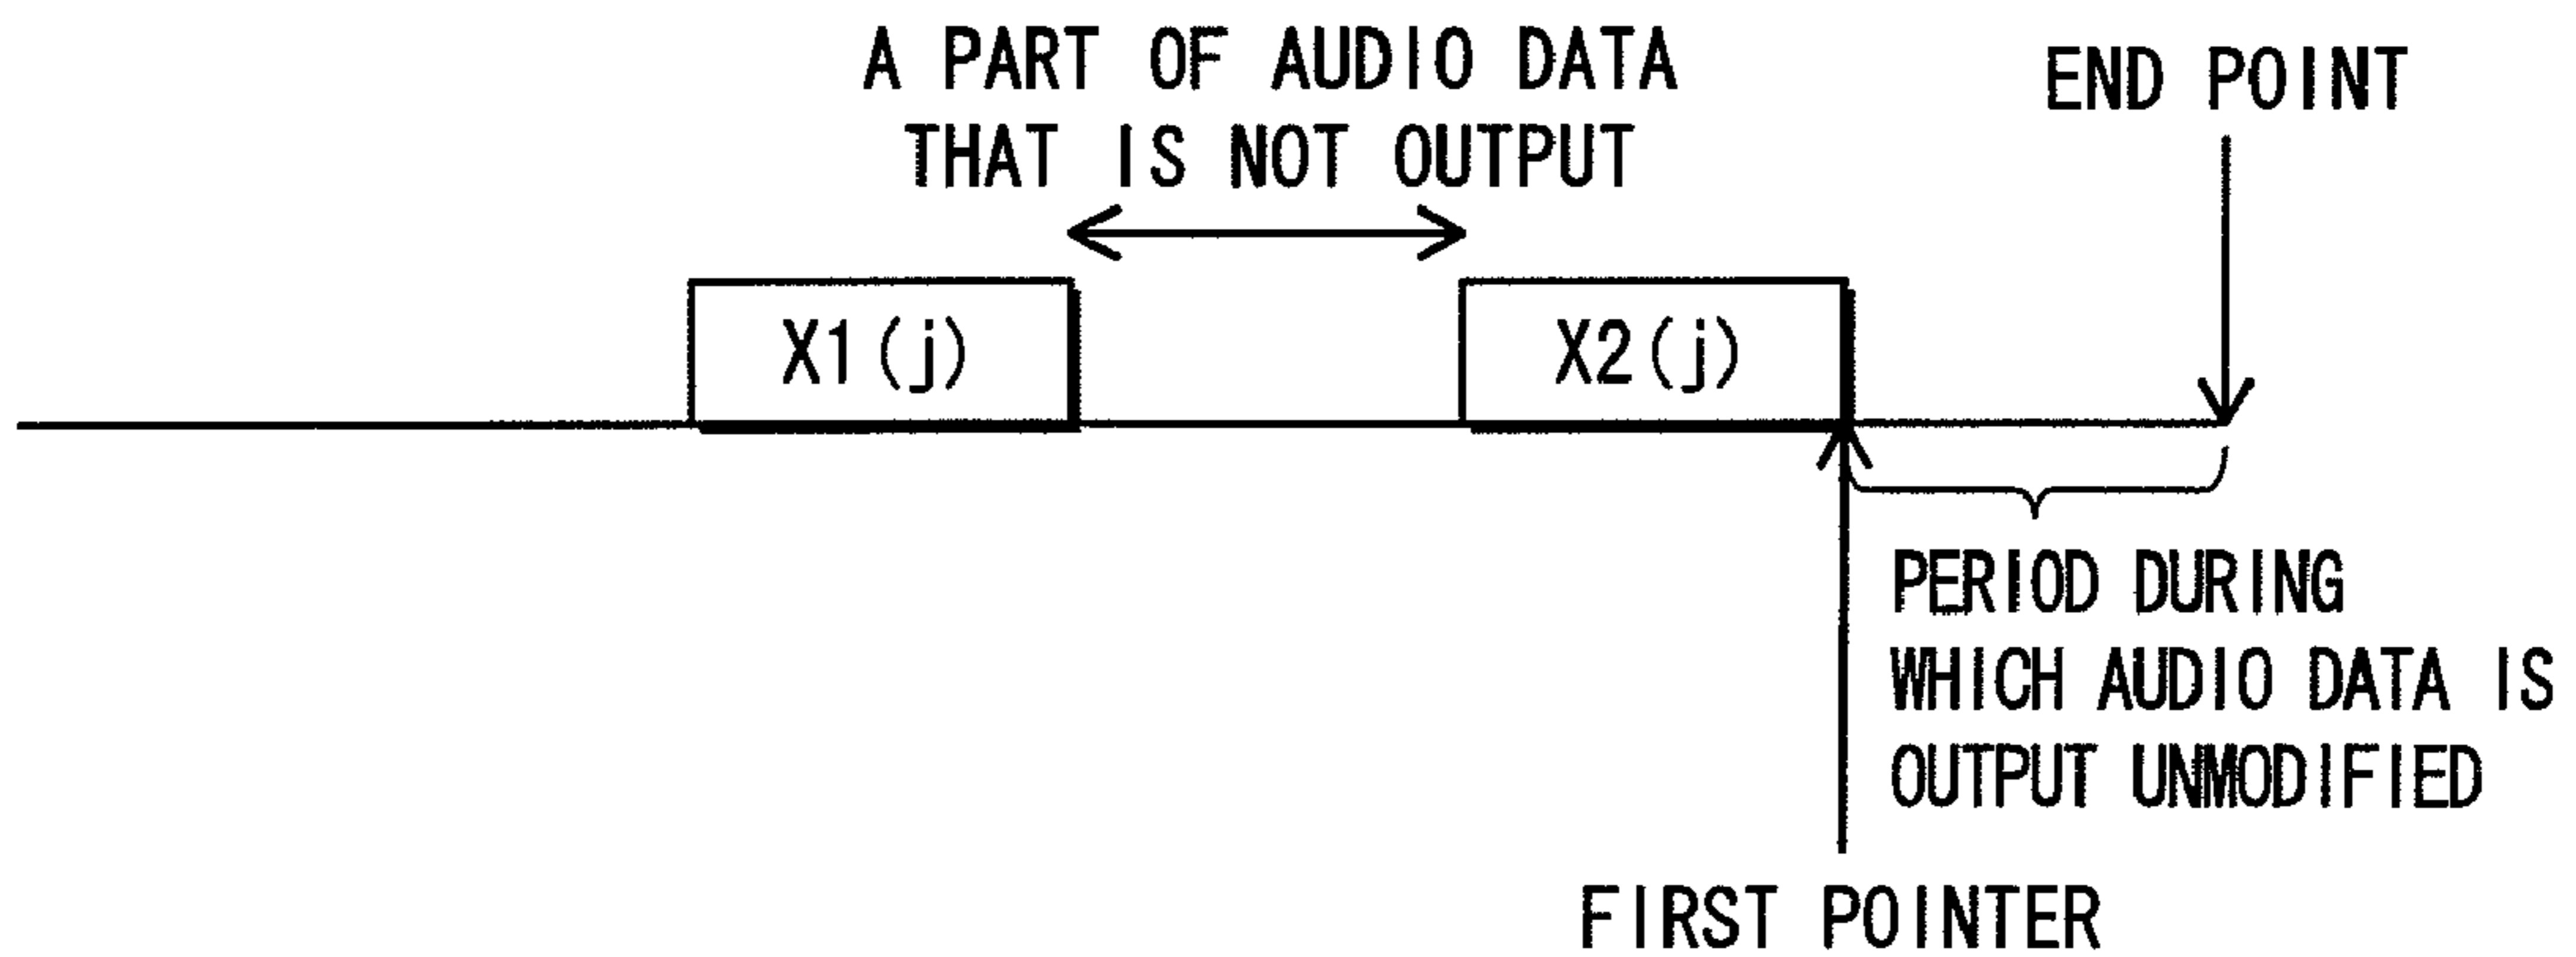 A PART OF AUDIO DATA
THAT IS NOT OUTPUT
END POINT
X1(j)
X2(j)
PERIOD DURING
WHICH AUDIO DATA IS
OUTPUT UNMODIFIED
FIRST POINTER